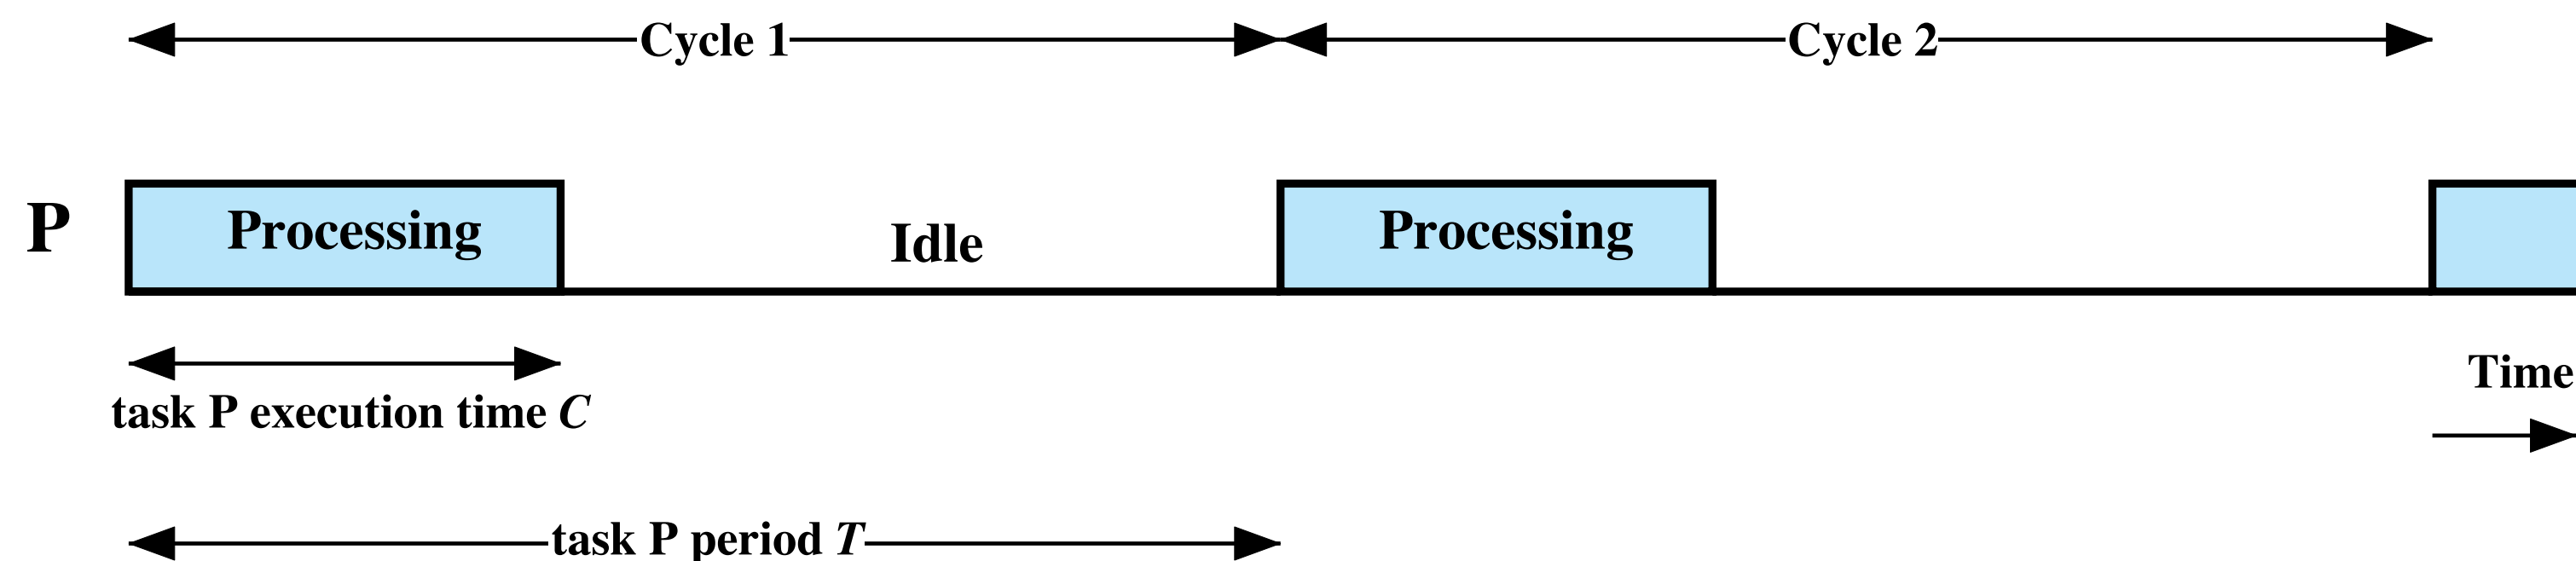 Cycle 1
Cycle 2
P
Processing
Idle
Processing
Time
task P execution time C
task P period T